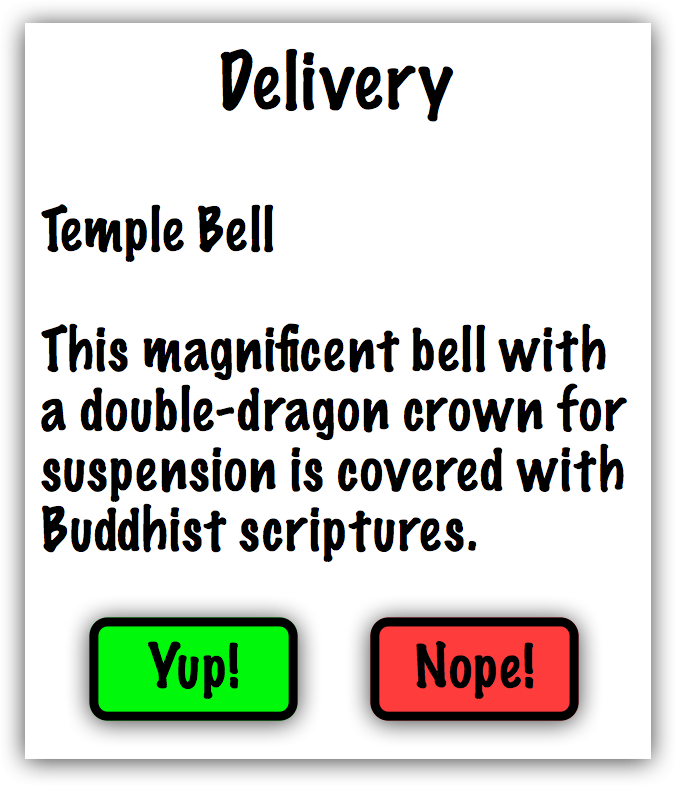 Delivery
Temple Bell
This magnificent bell with
a double-dragon crown for
suspension is covered with
Buddhist scriptures.
Yup! Nope!